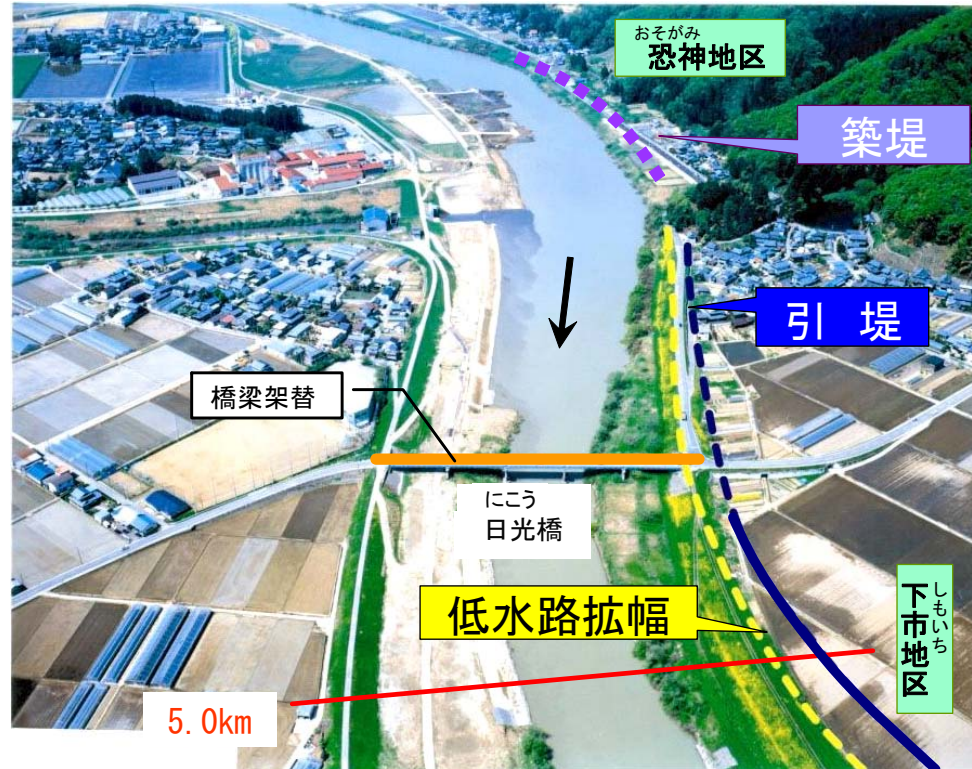 おそがみ
恐神地区
築堤
引 堤
橋梁架替
にこう
日光橋
低水路拡幅
しもいち
下市地区
5.0km